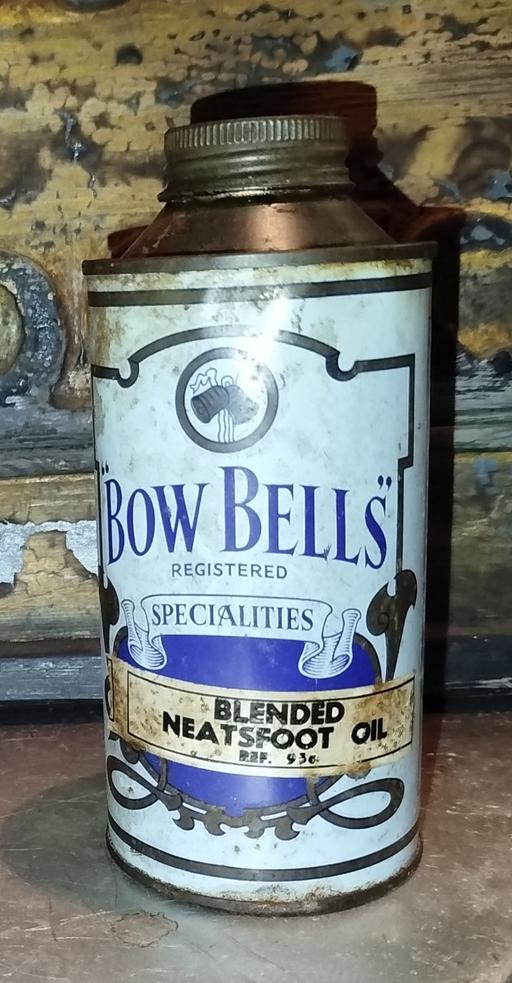 "BOW BELLS"
REGISTERED
SPECIALITIES
BLENDED
NEATSFOOT OIL
REF. 936